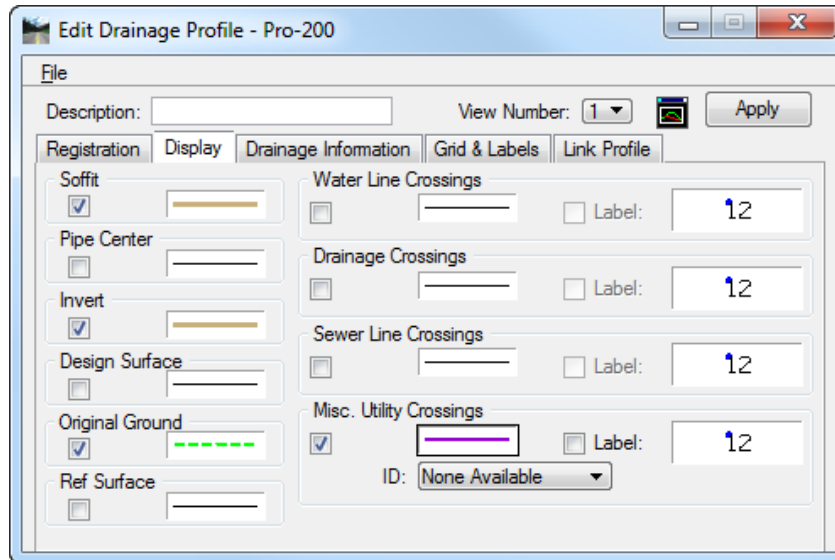 Edit Drainage Profile - Pro-200
File
Description: View Number: 1 Apply
Registration Display Drainage Information Grid & Labels Link Profile
Soffit
Pipe Center
Invert
Design Surface
Original Ground
Ref Surface
Water Line Crossings
Label: 12
Drainage Crossings
Label: 12
Sewer Line Crossings
Label: 12
Misc. Utility Crossings
Label: 12
ID: None Available